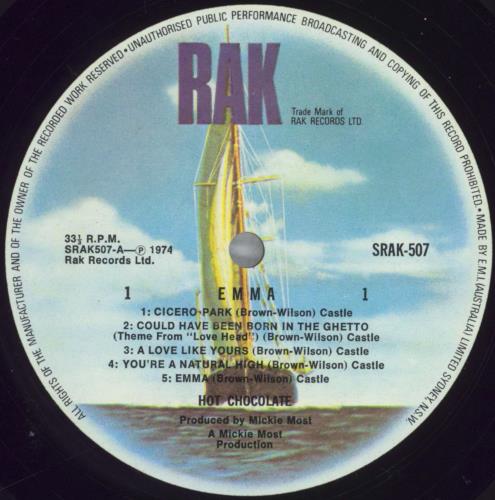 ALL RIGHTS OF THE MANUFACTURER AND OF THE OWNER OF THE RECORDED WORK RESERVED • UNAUTHORISED PUBLIC PERFORMANCE BROADCASTING AND COPYING OF THIS RECORD PROHIBITED. • MADE BY E.M.I. (AUSTRALIA) LIMITED SYDNEY, N.S.W.
RAK
Trade Mark of
RAK RECORDS LTD.
33⅓ R.P.M.
SRAK507-A—Ⓟ 1974
Rak Records Ltd.
SRAK-507
1 EMMA 1
1: CICERO PARK (Brown-Wilson) Castle
2: COULD HAVE BEEN BORN IN THE GHETTO
(Theme From "Love Head") (Brown-Wilson) Castle
3: A LOVE LIKE YOURS (Brown-Wilson) Castle
4: YOU'RE A NATURAL HIGH (Brown-Wilson) Castle
5: EMMA (Brown-Wilson) Castle
HOT CHOCOLATE
Produced by Mickie Most
A Mickie Most
Production